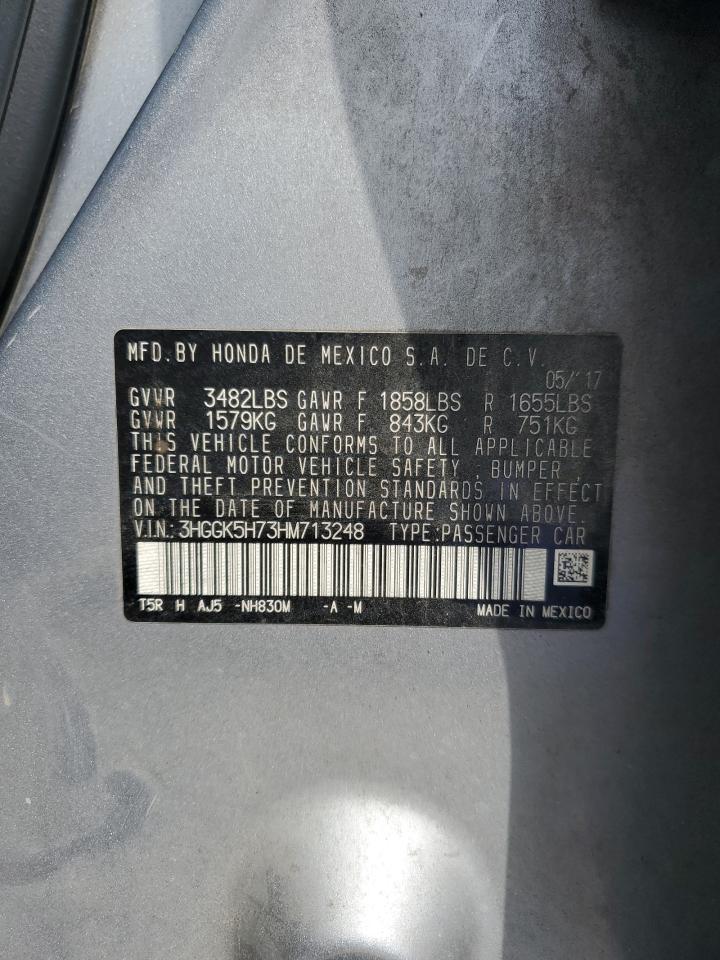 MFD.BY HONDA DE MEXICO S.A. DE C.V.
05/'17
GVWR 3482LBS GAWR F 1858LBS R 1655LBS
GVWR 1579KG GAWR F 843KG R 751KG
THIS VEHICLE CONFORMS TO ALL APPLICABLE
FEDERAL MOTOR VEHICLE SAFETY , BUMPER ,
AND THEFT PREVENTION STANDARDS IN EFFECT
ON THE DATE OF MANUFACTURE SHOWN ABOVE.
V.I.N: 3HGGK5H73HM713248 TYPE:PASSENGER CAR
T5R H AJ5 -NH830M -A -M MADE IN MEXICO